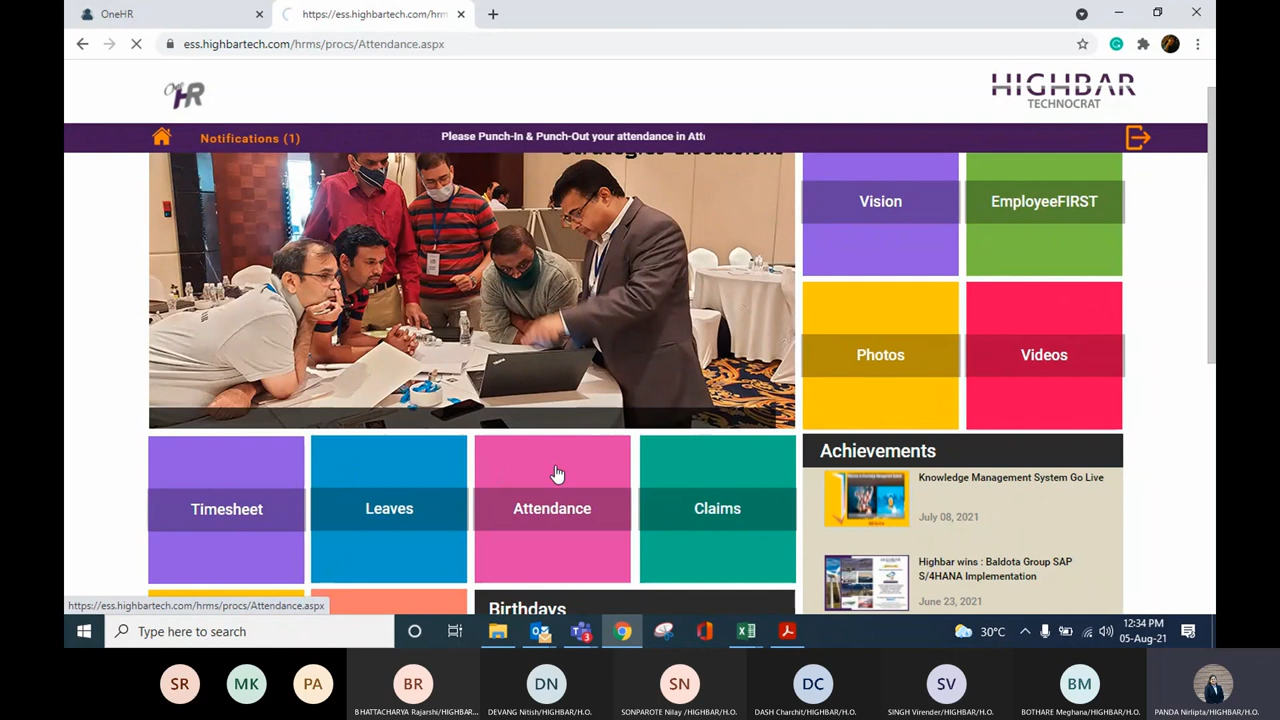 OneHR
https://ess.highbartech.com/hrm
ess.highbartech.com/hrms/procs/Attendance.aspx
One HR
HIGHBAR
TECHNOCRAT
Notifications (1)
Please Punch-In & Punch-Out your attendance in Att
Vision
EmployeeFIRST
Photos
Videos
Timesheet
Leaves
Attendance
Claims
Achievements
Knowledge Management System Go Live
July 08, 2021
Highbar wins : Baldota Group SAP
S/4HANA Implementation
June 23, 2021
Birthdays
https://ess.highbartech.com/hrms/procs/Attendance.aspx
Type here to search
3
30°C
12:34 PM
05-Aug-21
SR
MK
PA
BR
DN
SN
DC
SV
BM
BHATTACHARYA Rajarshi/HIGHBAR...
DEVANG Nitish/HIGHBAR/H.O.
SONPAROTE Nilay /HIGHBAR/H.O.
DASH Charchit/HIGHBAR/H.O.
SINGH Virender/HIGHBAR/H.O.
BOTHARE Meghana/HIGHBAR/H.O.
PANDA Niripta/HIGHBAR/H.O.